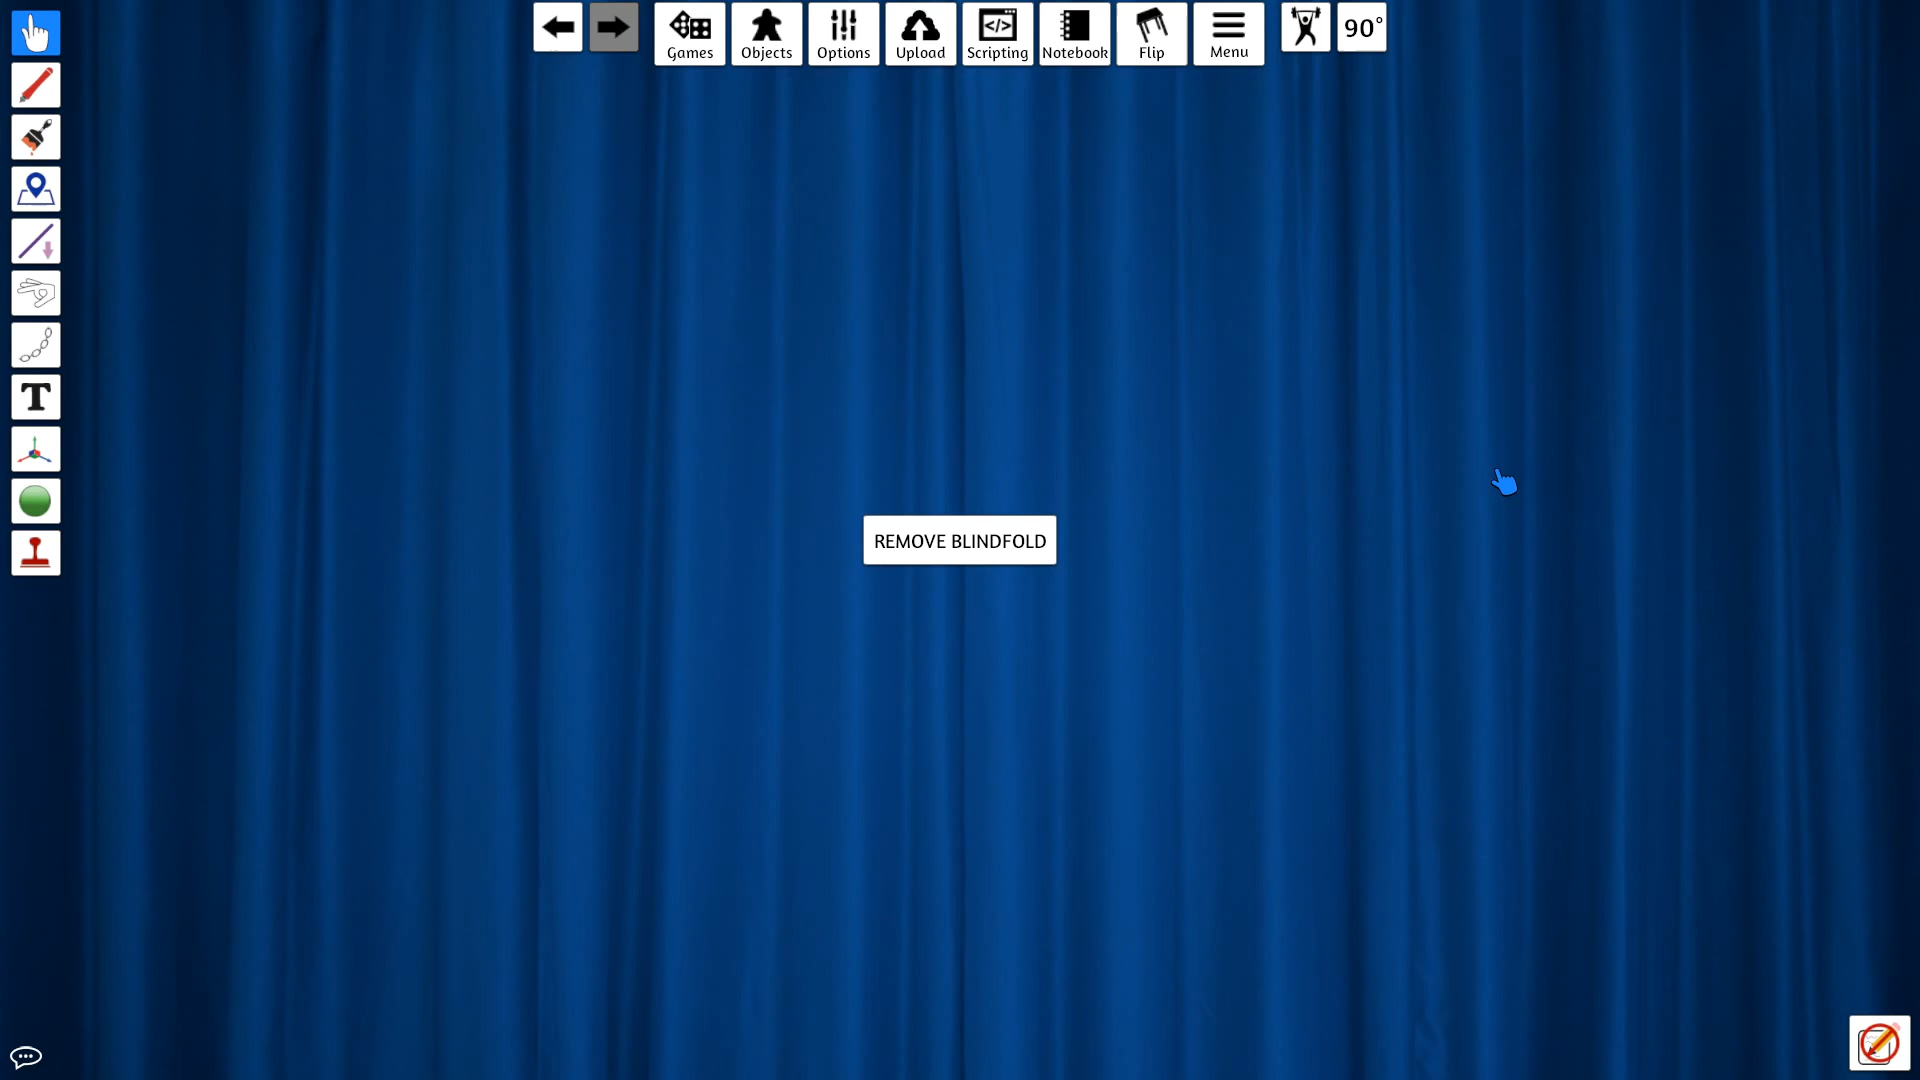 Games
Objects
Options
Upload
Scripting
Notebook
Flip
Menu
90°
T
REMOVE BLINDFOLD